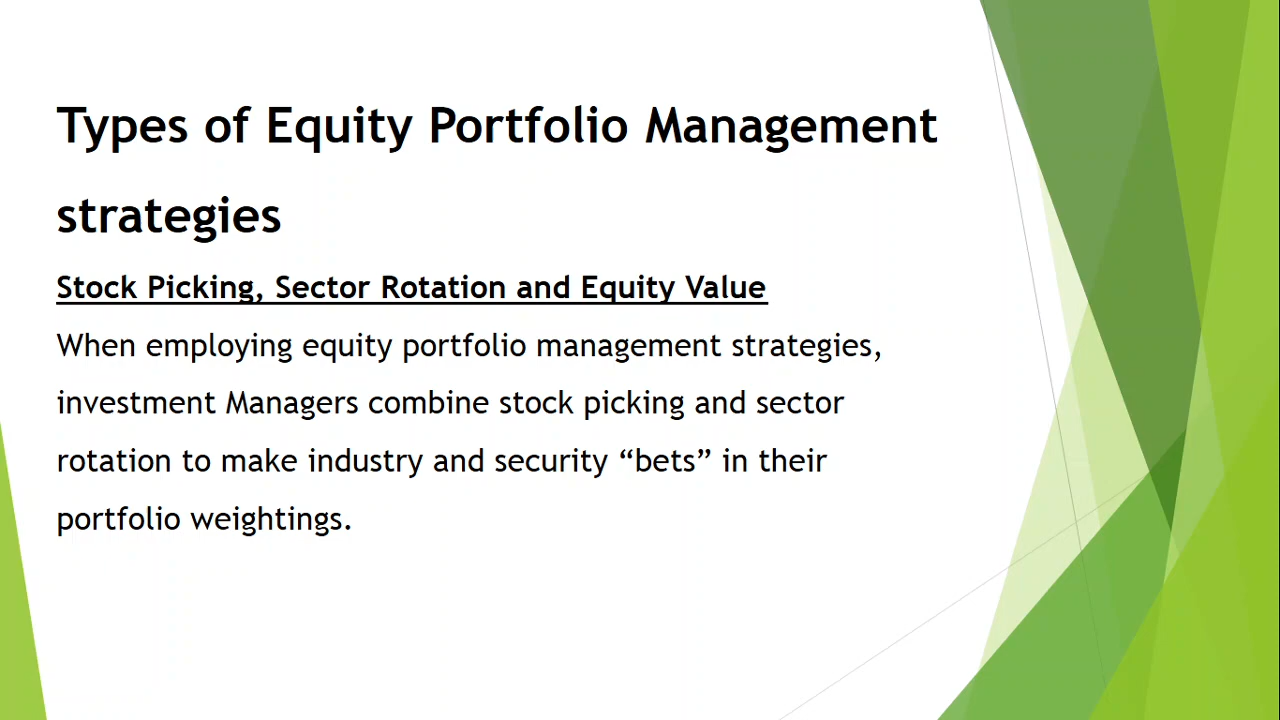 Types of Equity Portfolio Management
strategies
Stock Picking, Sector Rotation and Equity Value
When employing equity portfolio management strategies,
investment Managers combine stock picking and sector
rotation to make industry and security “bets” in their
portfolio weightings.